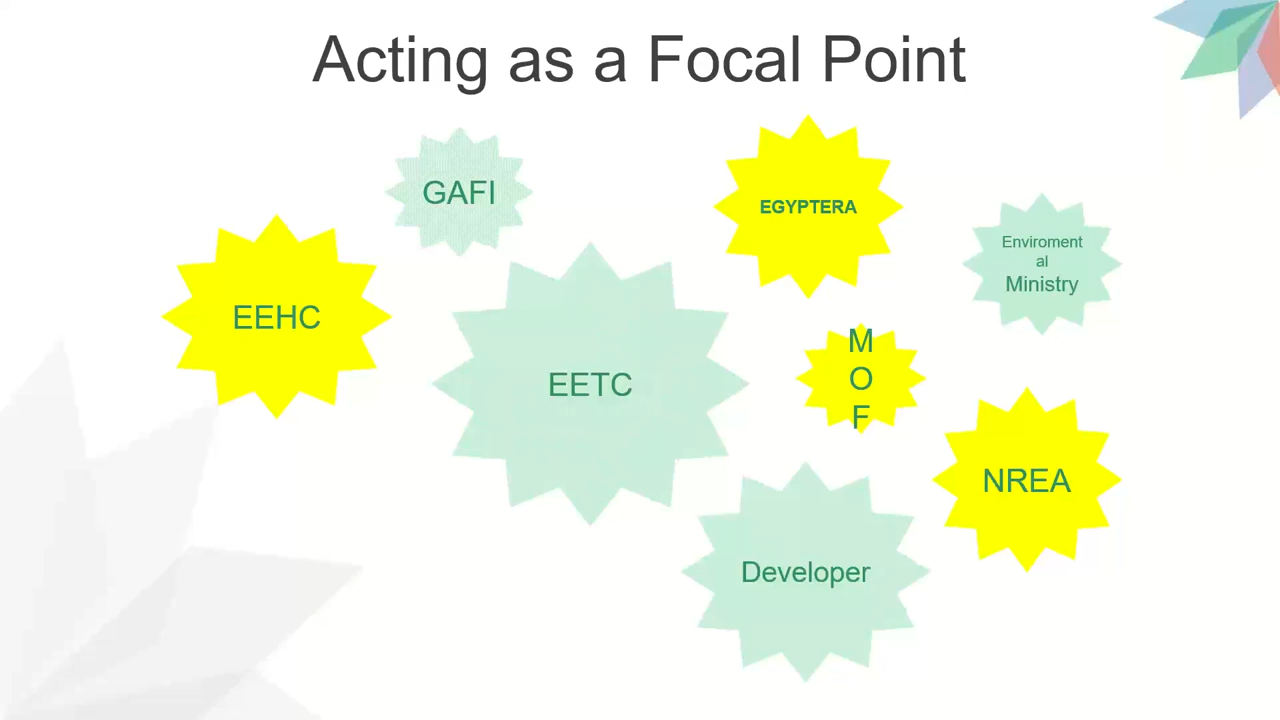 Acting as a Focal Point
GAFI
EGYPTERA
Enviroment
al
Ministry
EEHC
EETC
M
O
F
NREA
Developer